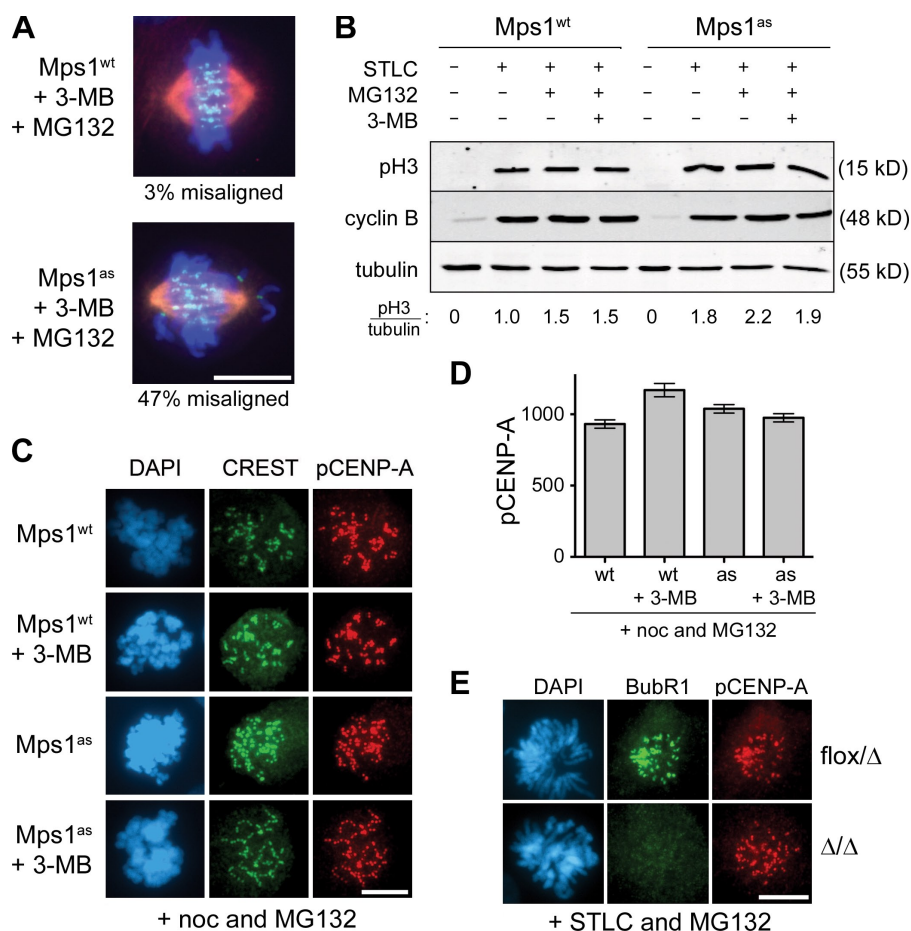 A
Mps1wt
+ 3-MB
+ MG132
3% misaligned
Mps1as
+ 3-MB
+ MG132
47% misaligned
B
Mps1wt Mps1as
STLC – + + + – + + +
MG132 – – + + – – + +
3-MB – – – + – – – +
pH3 (15 kD)
cyclin B (48 kD)
tubulin (55 kD)
pH3
tubulin : 0 1.0 1.5 1.5 0 1.8 2.2 1.9
C
DAPI CREST pCENP-A
Mps1wt
Mps1wt
+ 3-MB
Mps1as
Mps1as
+ 3-MB
+ noc and MG132
D
pCENP-A
1000
500
0
wt wt as as
+ 3-MB + 3-MB
+ noc and MG132
E
DAPI BubR1 pCENP-A
flox/Δ
Δ/Δ
+ STLC and MG132